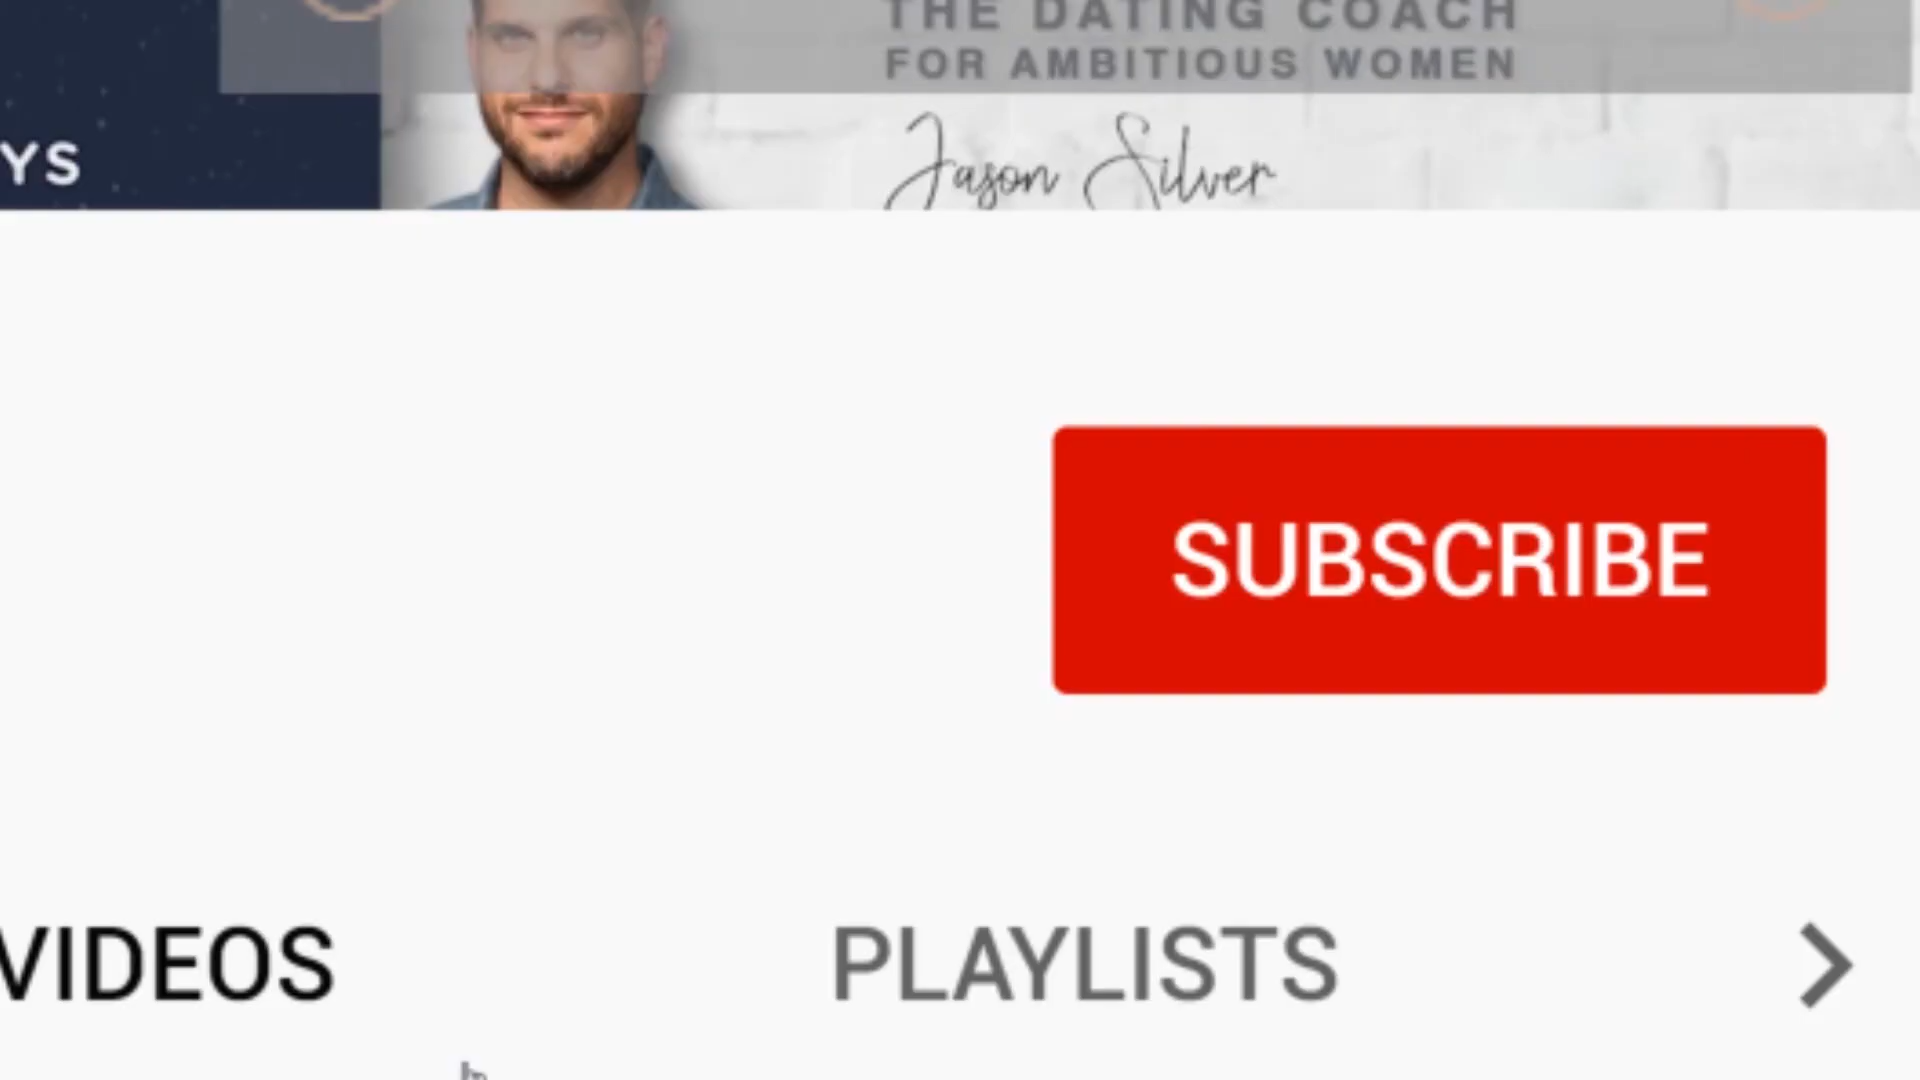 THE DATING COACH
FOR AMBITIOUS WOMEN
YS
Jason Silver
SUBSCRIBE
VIDEOS
PLAYLISTS